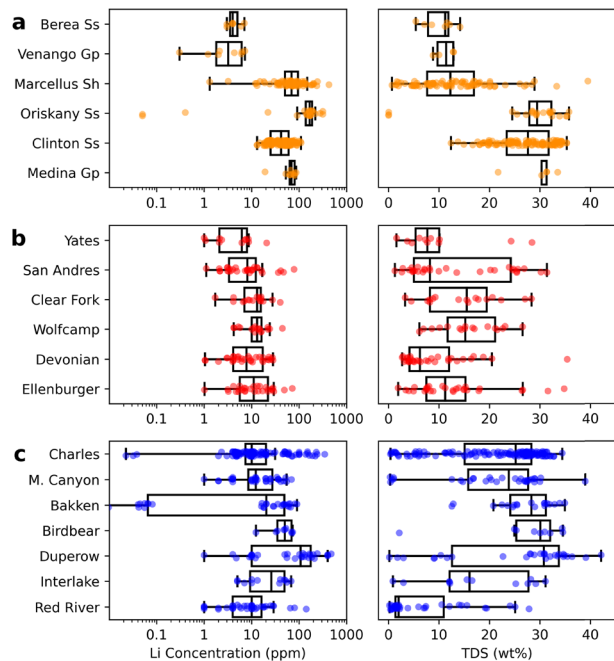 a
Berea Ss
Venango Gp
Marcellus Sh
Oriskany Ss
Clinton Ss
Medina Gp
0.1 1 10 100 1000
0 10 20 30 40
b
Yates
San Andres
Clear Fork
Wolfcamp
Devonian
Ellenburger
0.1 1 10 100 1000
0 10 20 30 40
c
Charles
M. Canyon
Bakken
Birdbear
Duperow
Interlake
Red River
0.1 1 10 100 1000
0 10 20 30 40
Li Concentration (ppm) TDS (wt%)